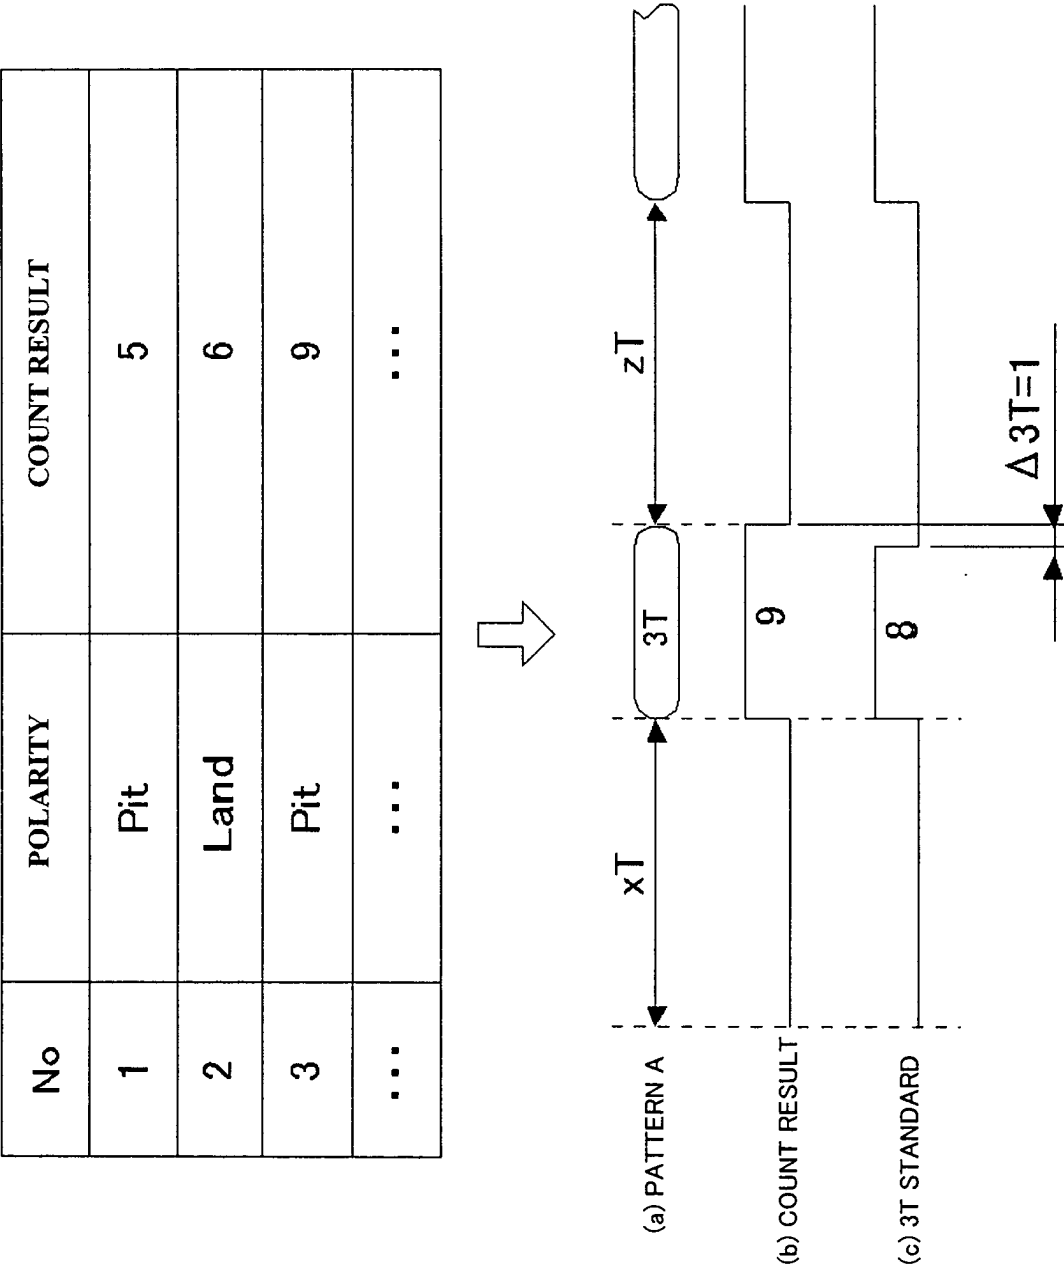 No POLARITY COUNT RESULT
1 Pit 5
2 Land 6
3 Pit 9
... ... ...
xT zT
(a) PATTERN A 3T
(b) COUNT RESULT 9
(c) 3T STANDARD 8
Δ3T=1